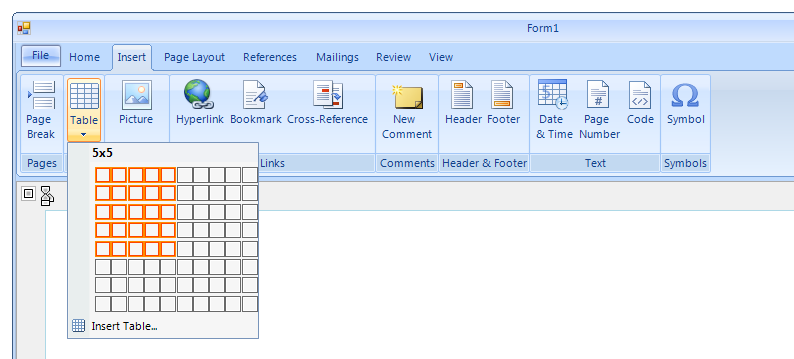 Form1
File Home Insert Page Layout References Mailings Review View
Page Break
Table
Picture
Hyperlink Bookmark Cross-Reference
New Comment
Header Footer
Date & Time
Page Number
Code
Symbol
Pages Links Comments Header & Footer Text Symbols
5x5
Insert Table...